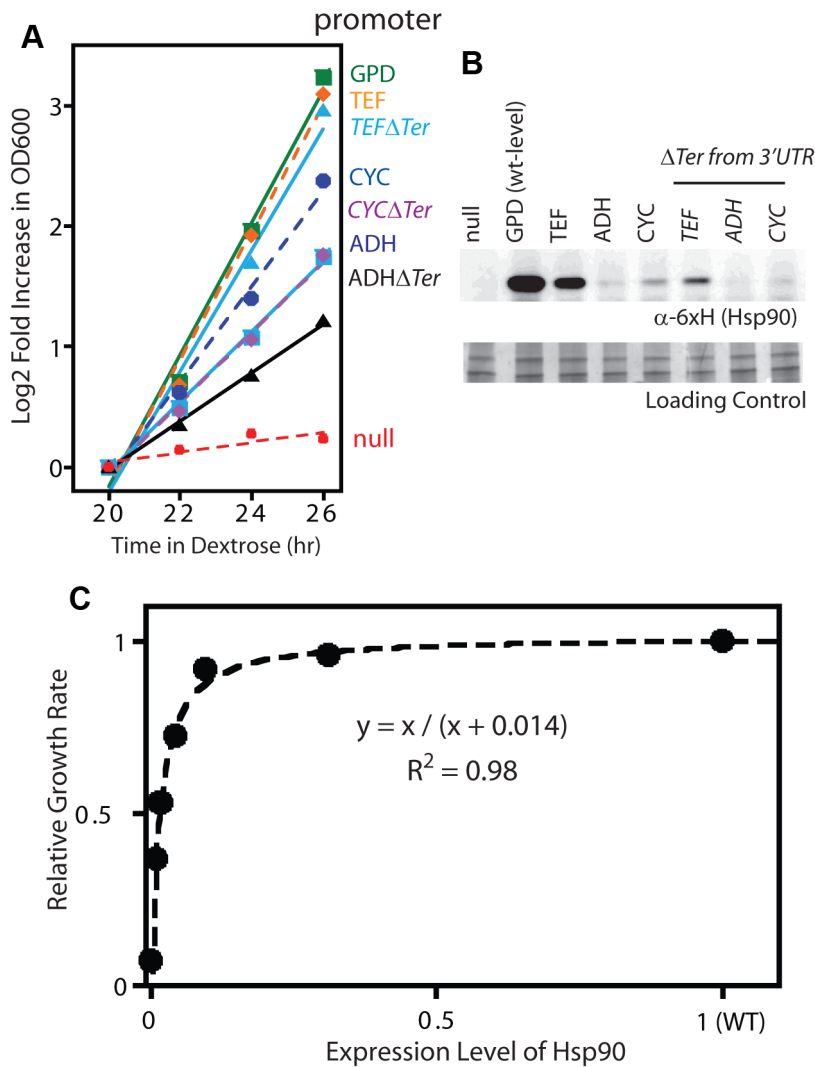 promoter
A
GPD
TEF
TEFΔTer
CYC
CYCΔTer
ADH
ADHΔTer
null
Log2 Fold Increase in OD600
3
2
1
0
20 22 24 26
Time in Dextrose (hr)
B
ΔTer from 3'UTR
null
GPD (wt-level)
TEF
ADH
CYC
TEF
ADH
CYC
α-6xH (Hsp90)
Loading Control
C
Relative Growth Rate
1
0.5
0
y = x / (x + 0.014)
R² = 0.98
0 0.5 1 (WT)
Expression Level of Hsp90